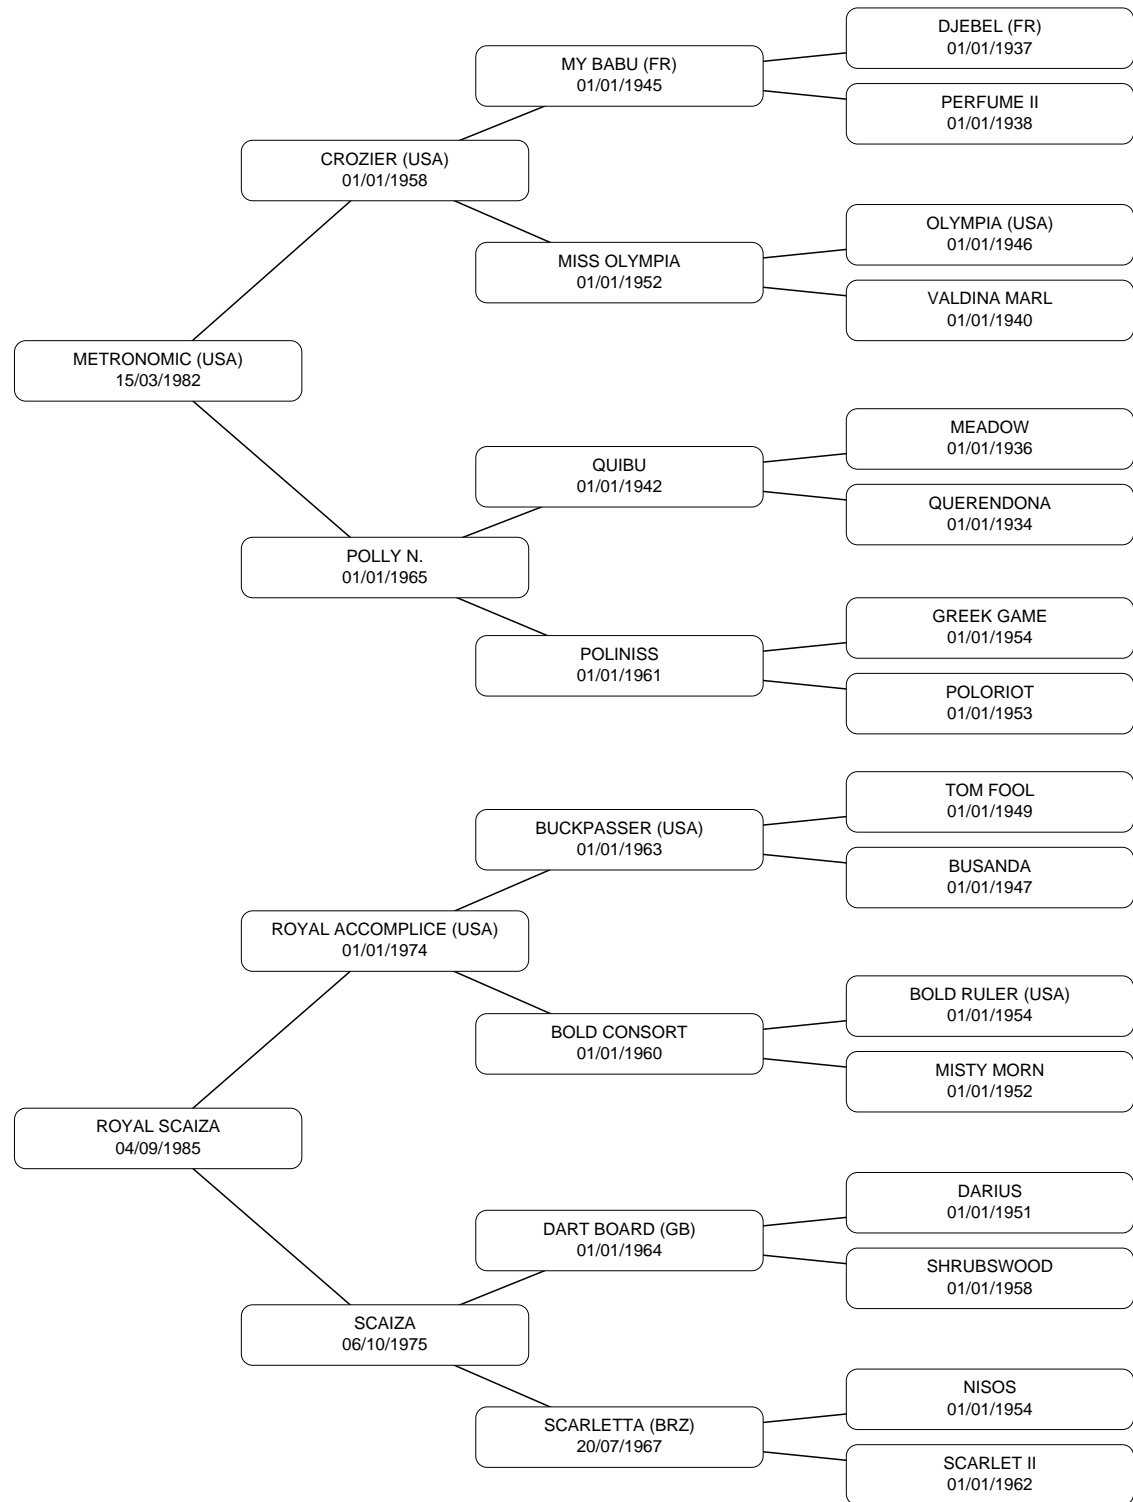 DJEBEL (FR)
01/01/1937
MY BABU (FR)
01/01/1945
PERFUME II
01/01/1938
CROZIER (USA)
01/01/1958
OLYMPIA (USA)
01/01/1946
MISS OLYMPIA
01/01/1952
VALDINA MARL
01/01/1940
METRONOMIC (USA)
15/03/1982
MEADOW
01/01/1936
QUIBU
01/01/1942
QUERENDONA
01/01/1934
POLLY N.
01/01/1965
GREEK GAME
01/01/1954
POLINISS
01/01/1961
POLORIOT
01/01/1953
TOM FOOL
01/01/1949
BUCKPASSER (USA)
01/01/1963
BUSANDA
01/01/1947
ROYAL ACCOMPLICE (USA)
01/01/1974
BOLD RULER (USA)
01/01/1954
BOLD CONSORT
01/01/1960
MISTY MORN
01/01/1952
ROYAL SCAIZA
04/09/1985
DARIUS
01/01/1951
DART BOARD (GB)
01/01/1964
SHRUBSWOOD
01/01/1958
SCAIZA
06/10/1975
NISOS
01/01/1954
SCARLETTA (BRZ)
20/07/1967
SCARLET II
01/01/1962